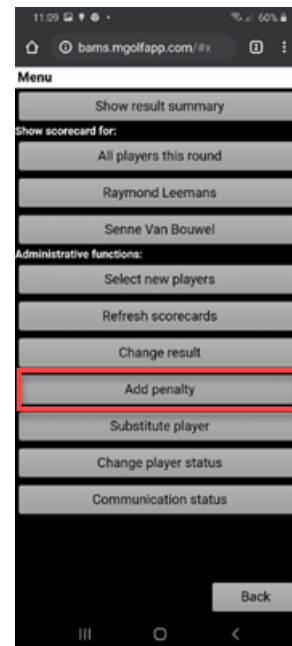 11:09
60%
bams.mgolfapp.com/#x
1
Menu
Show result summary
Show scorecard for:
All players this round
Raymond Leemans
Senne Van Bouwel
Administrative functions:
Select new players
Refresh scorecards
Change result
Add penalty
Substitute player
Change player status
Communication status
Back